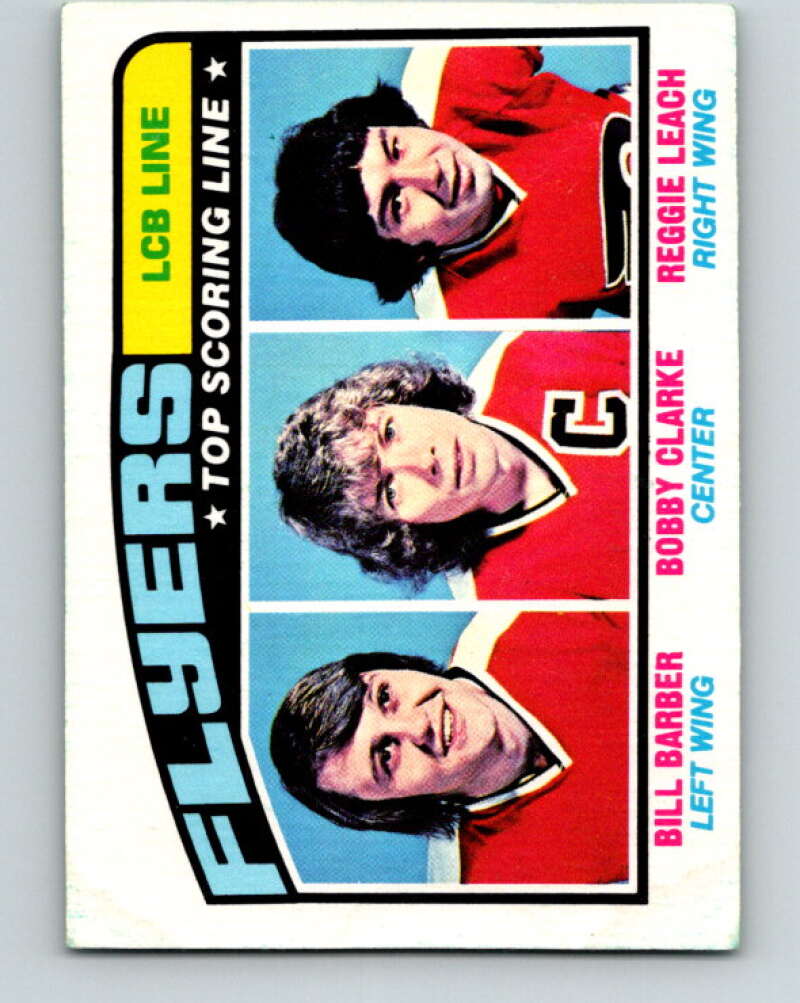 FLYERS
LCB LINE
★ TOP SCORING LINE ★
C
BILL BARBER
LEFT WING
BOBBY CLARKE
CENTER
REGGIE LEACH
RIGHT WING